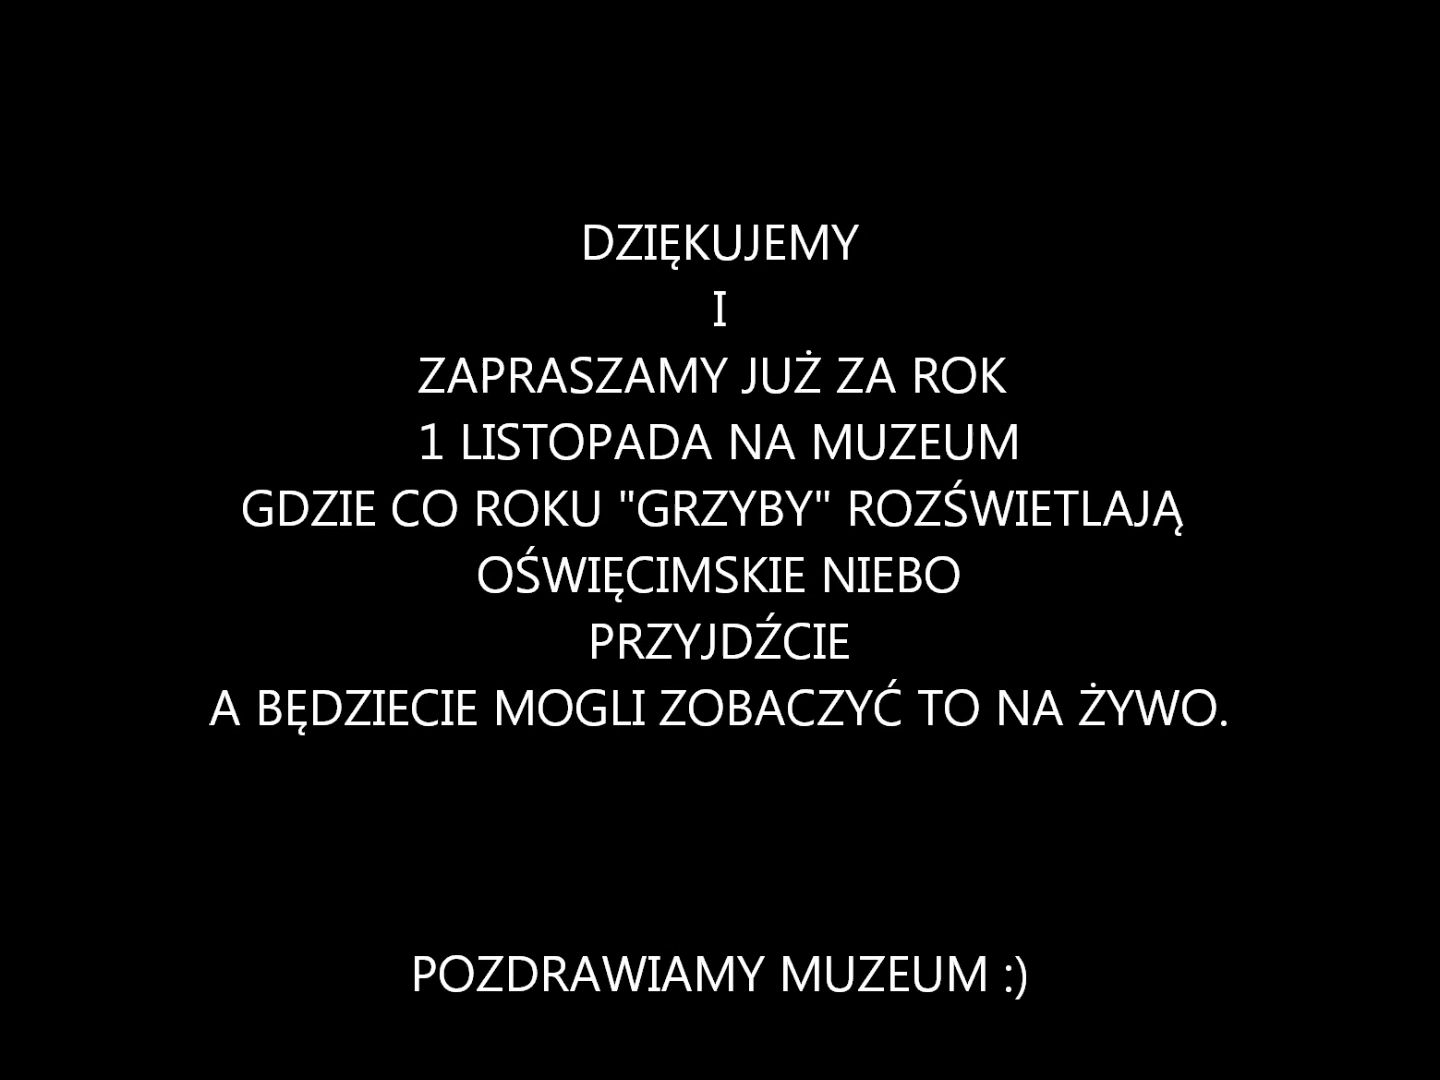 DZIĘKUJEMY
I
ZAPRASZAMY JUŻ ZA ROK
1 LISTOPADA NA MUZEUM
GDZIE CO ROKU "GRZYBY" ROZŚWIETLAJĄ
OŚWIĘCIMSKIE NIEBO
PRZYJDŹCIE
A BĘDZIECIE MOGLI ZOBACZYĆ TO NA ŻYWO.
POZDRAWIAMY MUZEUM :)